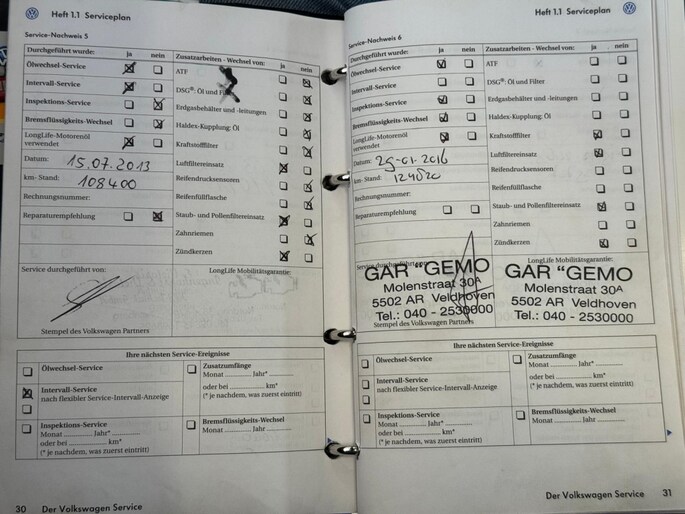 Heft 1.1 Serviceplan
Service-Nachweis 5
Durchgeführt wurde: ja nein
Ölwechsel-Service
Intervall-Service
Inspektions-Service
Bremsflüssigkeits-Wechsel
LongLife-Motorenöl
verwendet
Datum: 15.07.2013
km- Stand: 108400
Rechnungsnummer:
Reparaturempfehlung
Zusatzarbeiten - Wechsel von: ja nein
ATF
DSG®: Öl und Filter
Erdgasbehälter und -leitungen
Haldex-Kupplung: Öl
Kraftstofffilter
Luftfiltereinsatz
Reifendrucksensoren
Reifenfüllflasche
Staub- und Pollenfiltereinsatz
Zahnriemen
Zündkerzen
Service durchgeführt von:
LongLife Mobilitätsgarantie:
Stempel des Volkswagen Partners
Ihre nächsten Service-Ereignisse
Ölwechsel-Service
Intervall-Service
nach flexibler Service-Intervall-Anzeige
Inspektions-Service
Monat ............ Jahr* ............
oder bei ............ km*
(* je nachdem, was zuerst eintritt)
Zusatzumfänge
Monat ............ Jahr* ............
oder bei ............ km*
(* je nachdem, was zuerst eintritt)
Bremsflüssigkeits-Wechsel
Monat ............ Jahr ............
30 Der Volkswagen Service
Heft 1.1 Serviceplan
Service-Nachweis 6
Durchgeführt wurde: ja nein
Ölwechsel-Service
Intervall-Service
Inspektions-Service
Bremsflüssigkeits-Wechsel
LongLife-Motorenöl
verwendet
Datum: 29-01-2016
km- Stand:
Rechnungsnummer:
Reparaturempfehlung
Zusatzarbeiten - Wechsel von: ja nein
ATF
DSG®: Öl und Filter
Erdgasbehälter und -leitungen
Haldex-Kupplung: Öl
Kraftstofffilter
Luftfiltereinsatz
Reifendrucksensoren
Reifenfüllflasche
Staub- und Pollenfiltereinsatz
Zahnriemen
Zündkerzen
Service durchgeführt von:
GAR "GEMO
Molenstraat 30A
5502 AR Veldhoven
Tel.: 040 - 2530000
Stempel des Volkswagen Partners
LongLife Mobilitätsgarantie:
GAR "GEMO
Molenstraat 30A
5502 AR Veldhoven
Tel.: 040 - 2530000
Ihre nächsten Service-Ereignisse
Ölwechsel-Service
Intervall-Service
nach flexibler Service-Intervall-Anzeige
Inspektions-Service
Monat ............ Jahr* ............
oder bei ............ km*
(* je nachdem, was zuerst eintritt)
Zusatzumfänge
Monat ............ Jahr* ............
oder bei ............ km*
(* je nachdem, was zuerst eintritt)
Bremsflüssigkeits-Wechsel
Monat ............ Jahr ............
Der Volkswagen Service 31